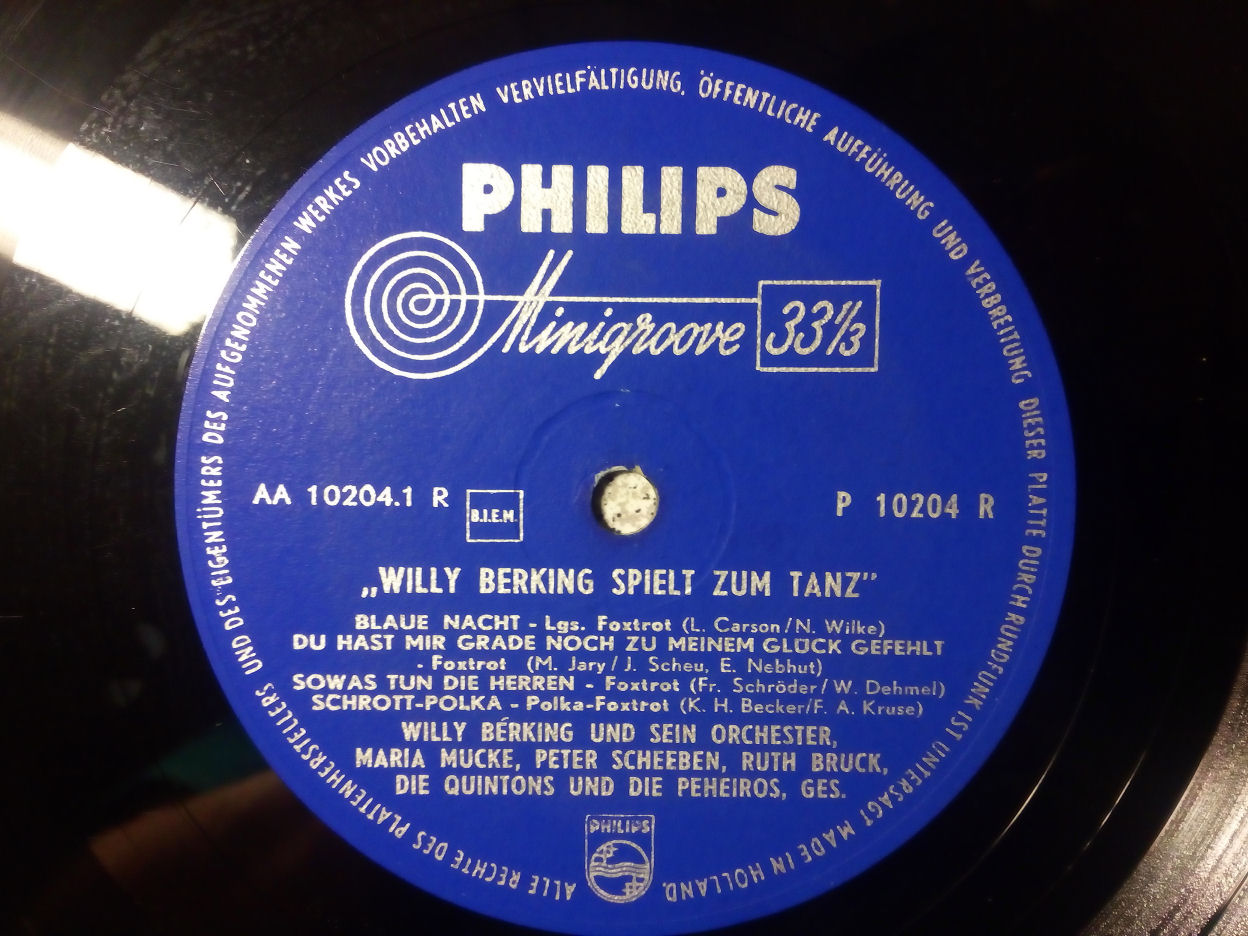 ALLE RECHTE DES PLATTENHERSTELLERS UND DES EIGENTÜMERS DES AUFGENOMMENEN WERKES VORBEHALTEN VERVIELFÄLTIGUNG, ÖFFENTLICHE AUFFÜHRUNG UND VERBREITUNG DIESER PLATTE DURCH RUNDFUNK IST UNTERSAGT MADE IN HOLLAND.
PHILIPS
Minigroove 33⅓
AA 10204.1 R B.I.E.M. P 10204 R
„WILLY BERKING SPIELT ZUM TANZ”
BLAUE NACHT - Lgs. Foxtrot (L. Carson/N. Wilke)
DU HAST MIR GRADE NOCH ZU MEINEM GLÜCK GEFEHLT
- Foxtrot (M. Jary/J. Scheu, E. Nebhut)
SOWAS TUN DIE HERREN - Foxtrot (Fr. Schröder/W. Dehmel)
SCHROTT-POLKA - Polka-Foxtrot (K. H. Becker/F. A. Kruse)
WILLY BERKING UND SEIN ORCHESTER,
MARIA MUCKE, PETER SCHEEBEN, RUTH BRUCK,
DIE QUINTONS UND DIE PEHEIROS, GES.
PHILIPS